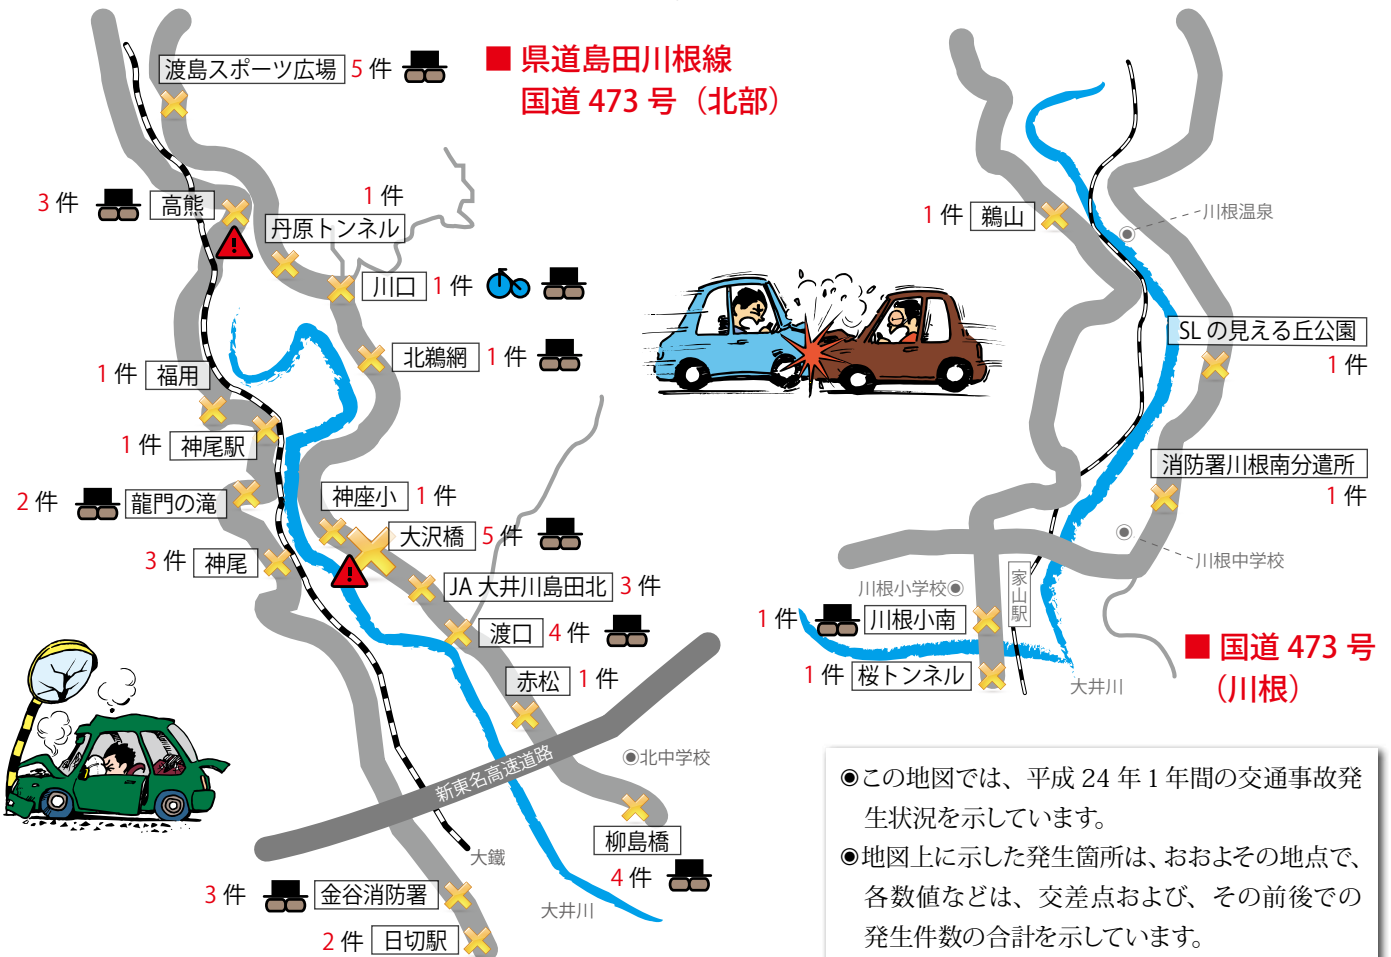 ■ 県道島田川根線
国道 473 号（北部）
渡島スポーツ広場 5 件
3 件 高熊
1 件
丹原トンネル
川口 1 件
北鵜網 1 件
1 件 福用
1 件 神尾駅
2 件 龍門の滝
神座小 1 件
大沢橋 5 件
3 件 神尾
JA 大井川島田北 3 件
渡口 4 件
赤松 1 件
新東名高速道路
北中学校
柳島橋
4 件
大鐵
大井川
3 件 金谷消防署
2 件 日切駅
1 件 鵜山
川根温泉
SL の見える丘公園
1 件
消防署川根南分遣所
1 件
川根中学校
川根小学校
家山駅
1 件 川根小南
1 件 桜トンネル
大井川
■ 国道 473 号
（川根）
◉この地図では、平成 24 年 1 年間の交通事故発
生状況を示しています。
◉地図上に示した発生箇所は、おおよその地点で、
各数値などは、交差点および、その前後での
発生件数の合計を示しています。